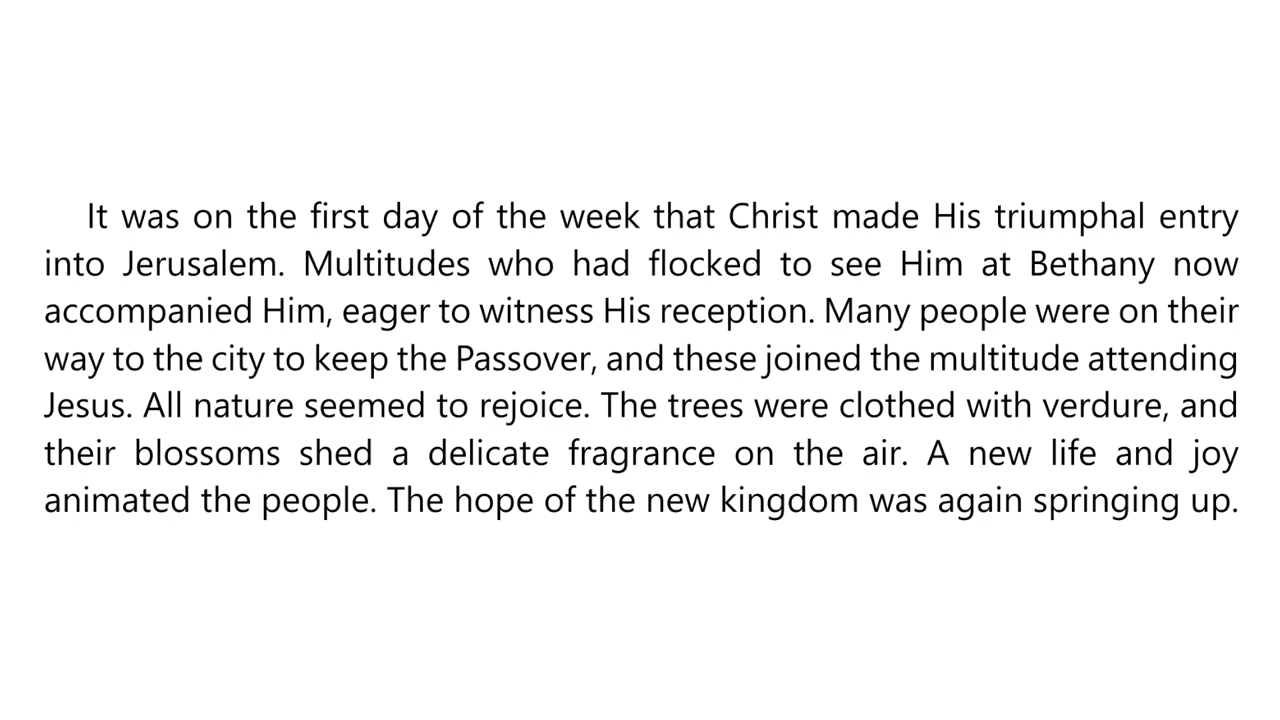 It was on the first day of the week that Christ made His triumphal entry
into Jerusalem. Multitudes who had flocked to see Him at Bethany now
accompanied Him, eager to witness His reception. Many people were on their
way to the city to keep the Passover, and these joined the multitude attending
Jesus. All nature seemed to rejoice. The trees were clothed with verdure, and
their blossoms shed a delicate fragrance on the air. A new life and joy
animated the people. The hope of the new kingdom was again springing up.